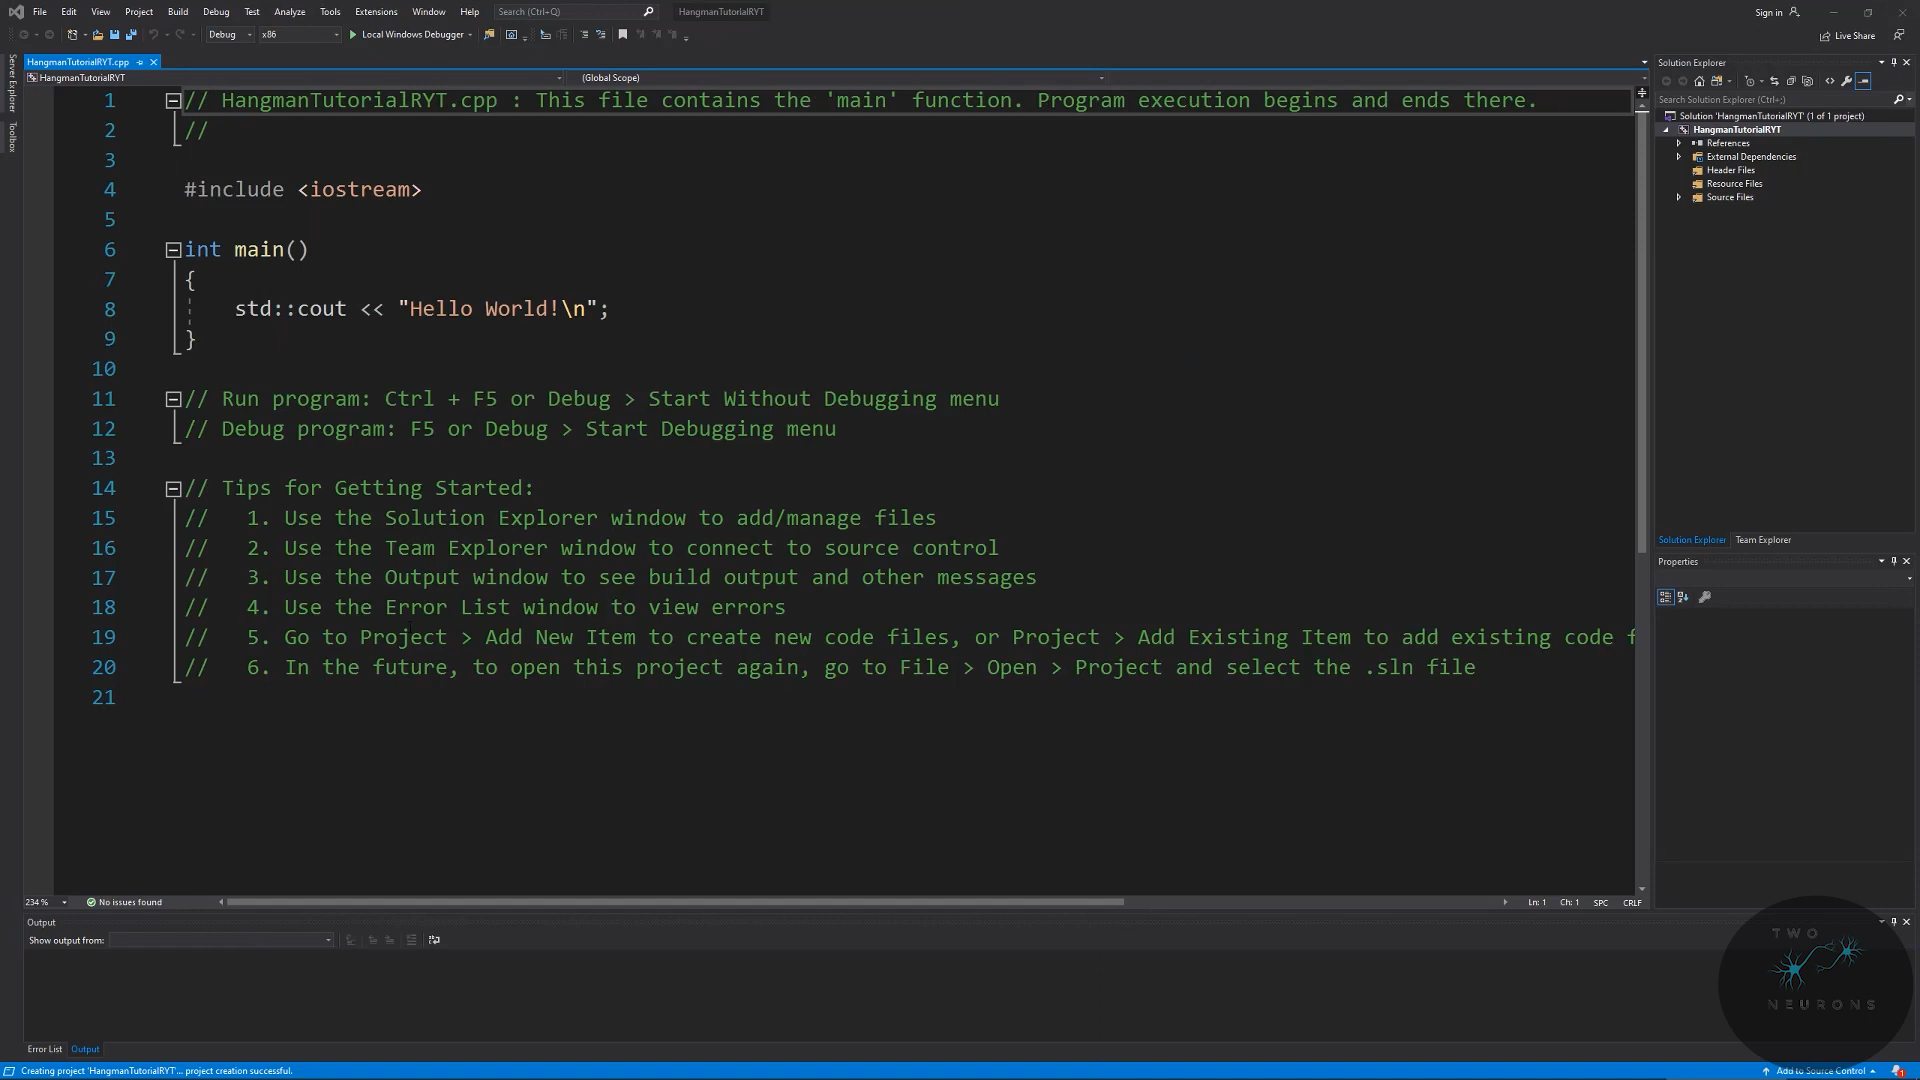 File Edit View Project Build Debug Test Analyze Tools Extensions Window Help Search (Ctrl+Q) HangmanTutorialRYT Sign in
Debug x86 Local Windows Debugger Live Share
Server Explorer
Toolbox
HangmanTutorialRYT.cpp
HangmanTutorialRYT (Global Scope)
1 // HangmanTutorialRYT.cpp : This file contains the 'main' function. Program execution begins and ends there.
2 //
3
4 #include <iostream>
5
6 int main()
7 {
8 std::cout << "Hello World!\n";
9 }
10
11 // Run program: Ctrl + F5 or Debug > Start Without Debugging menu
12 // Debug program: F5 or Debug > Start Debugging menu
13
14 // Tips for Getting Started:
15 // 1. Use the Solution Explorer window to add/manage files
16 // 2. Use the Team Explorer window to connect to source control
17 // 3. Use the Output window to see build output and other messages
18 // 4. Use the Error List window to view errors
19 // 5. Go to Project > Add New Item to create new code files, or Project > Add Existing Item to add existing code f
20 // 6. In the future, to open this project again, go to File > Open > Project and select the .sln file
21
234 % No issues found Ln: 1 Ch: 1 SPC CRLF
Solution Explorer
Search Solution Explorer (Ctrl+;)
Solution 'HangmanTutorialRYT' (1 of 1 project)
HangmanTutorialRYT
References
External Dependencies
Header Files
Resource Files
Source Files
Solution Explorer Team Explorer
Properties
Output
Show output from:
Error List Output
TWO
NEURONS
Creating project 'HangmanTutorialRYT'... project creation successful. Add to Source Control 1